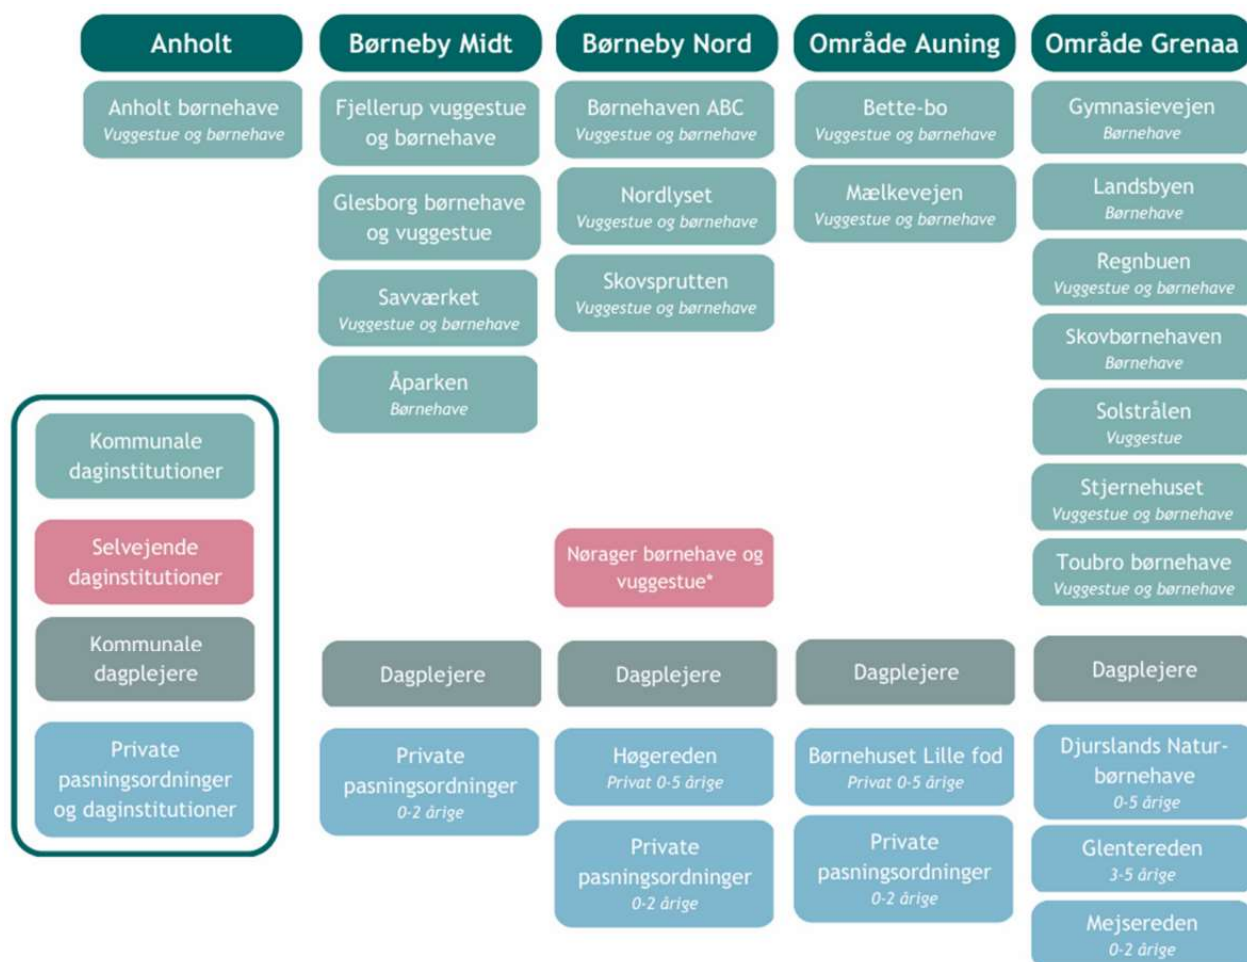 Anholt
Anholt børnehave
Vuggestue og børnehave
Børneby Midt
Fjellerup vuggestue
og børnehave
Glesborg børnehave
og vuggestue
Savværket
Vuggestue og børnehave
Åparken
Børnehave
Dagplejere
Private
pasningsordninger
0-2 årige
Børneby Nord
Børnehaven ABC
Vuggestue og børnehave
Nordlyset
Vuggestue og børnehave
Skovsprutten
Vuggestue og børnehave
Nørager børnehave og
vuggestue*
Dagplejere
Høgereden
Privat 0-5 årige
Private
pasningsordninger
0-2 årige
Område Auning
Bette-bo
Vuggestue og børnehave
Mælkevejen
Vuggestue og børnehave
Dagplejere
Børnehuset Lille fod
Privat 0-5 årige
Private
pasningsordninger
0-2 årige
Område Grenaa
Gymnasievejen
Børnehave
Landsbyen
Børnehave
Regnbuen
Vuggestue og børnehave
Skovbørnehaven
Børnehave
Solstrålen
Vuggestue
Stjernehuset
Vuggestue og børnehave
Toubro børnehave
Vuggestue og børnehave
Dagplejere
Djurslands Natur-
børnehave
0-5 årige
Glentereden
3-5 årige
Mejsereden
0-2 årige
Kommunale
daginstitutioner
Selvejende
daginstitutioner
Kommunale
dagplejere
Private
pasningsordninger
og daginstitutioner